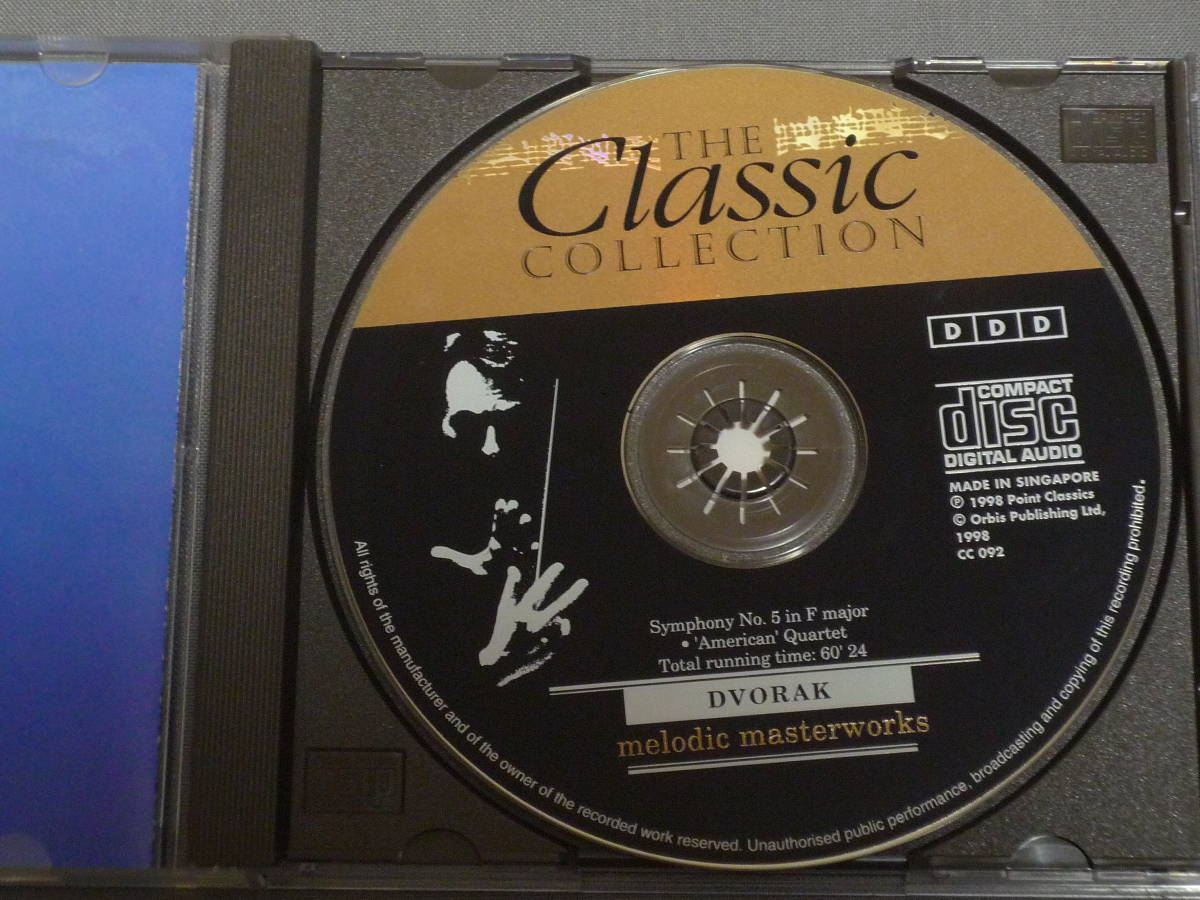 THE
Classic
COLLECTION
D D D
COMPACT
disc
DIGITAL AUDIO
MADE IN SINGAPORE
℗ 1998 Point Classics
© Orbis Publishing Ltd,
1998
CC 092
Symphony No. 5 in F major
• 'American' Quartet
Total running time: 60' 24
DVORAK
melodic masterworks
All rights of the manufacturer and of the owner of the recorded work reserved. Unauthorised public performance, broadcasting and copying of this recording prohibited.